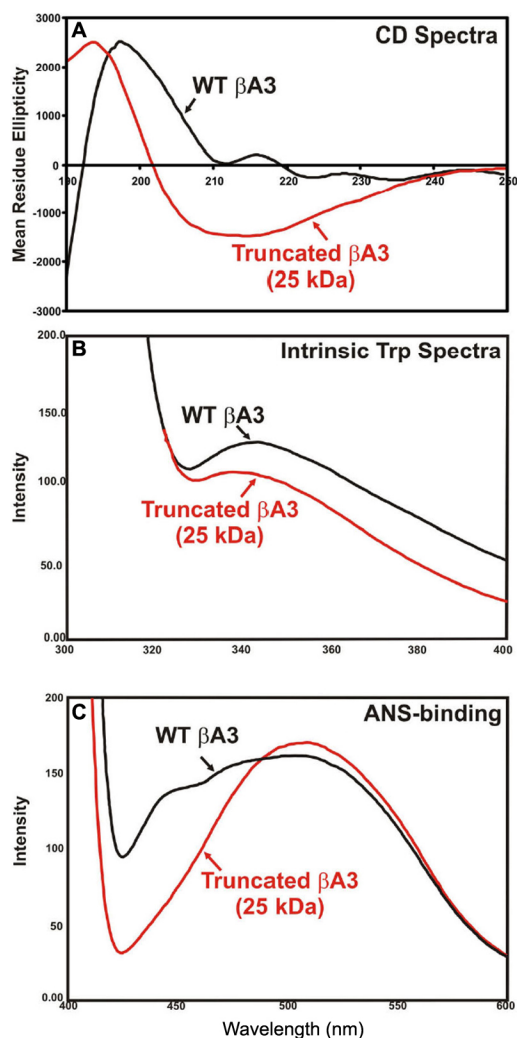 A
CD Spectra
3000
2000
1000
0
-1000
-2000
-3000
Mean Residue Ellipticity
WT βA3
Truncated βA3
(25 kDa)
190 200 210 220 230 240 250
B
Intrinsic Trp Spectra
200.0
150.0
100.0
50.0
0.00
Intensity
WT βA3
Truncated βA3
(25 kDa)
300 320 340 360 380 400
C
ANS-binding
200
150
100
50
0.00
Intensity
WT βA3
Truncated βA3
(25 kDa)
400 450 500 550 600
Wavelength (nm)